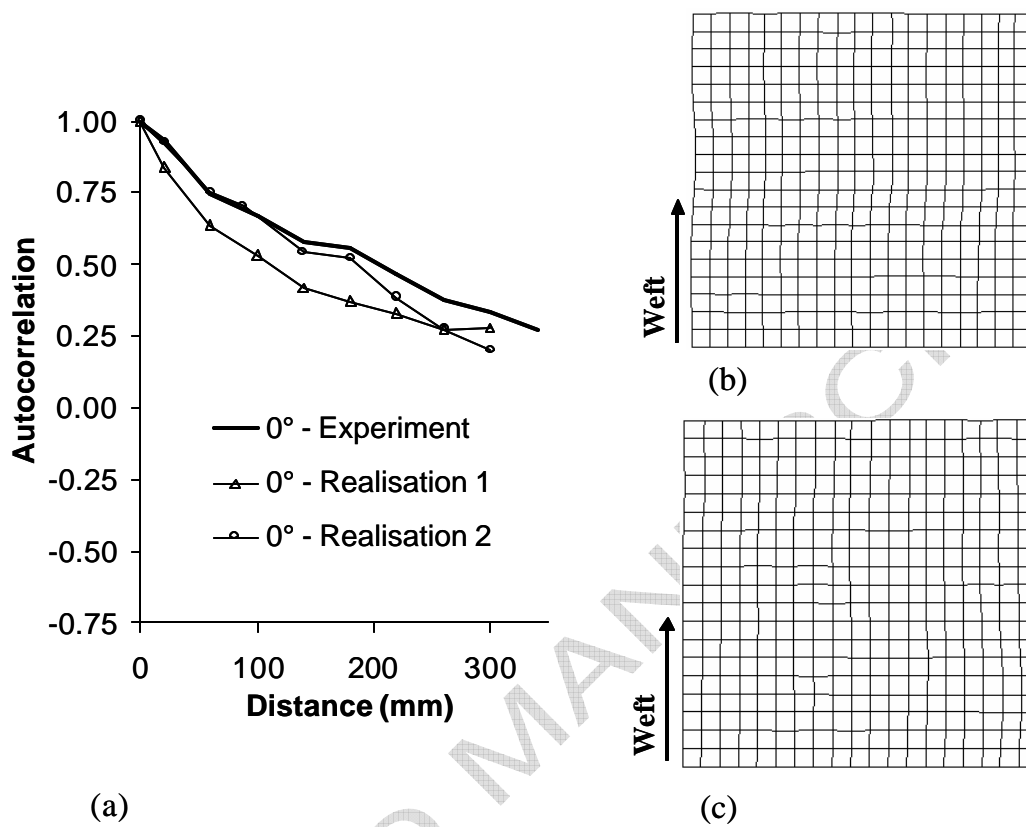 1.00
0.75
0.50
0.25
0.00
-0.25
-0.50
-0.75
Autocorrelation
0° - Experiment
0° - Realisation 1
0° - Realisation 2
0
100
200
300
Distance (mm)
(a)
Weft
(b)
Weft
(c)